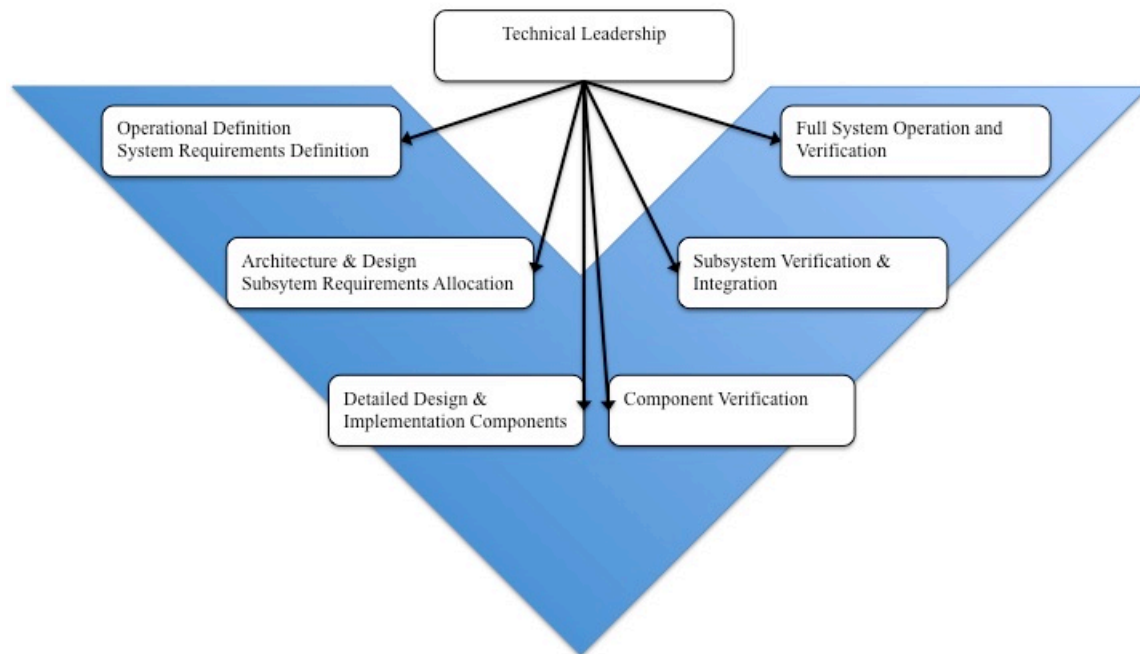 Technical Leadership
Operational Definition
System Requirements Definition
Full System Operation and
Verification
Architecture & Design
Subsytem Requirements Allocation
Subsystem Verification &
Integration
Detailed Design &
Implementation Components
Component Verification